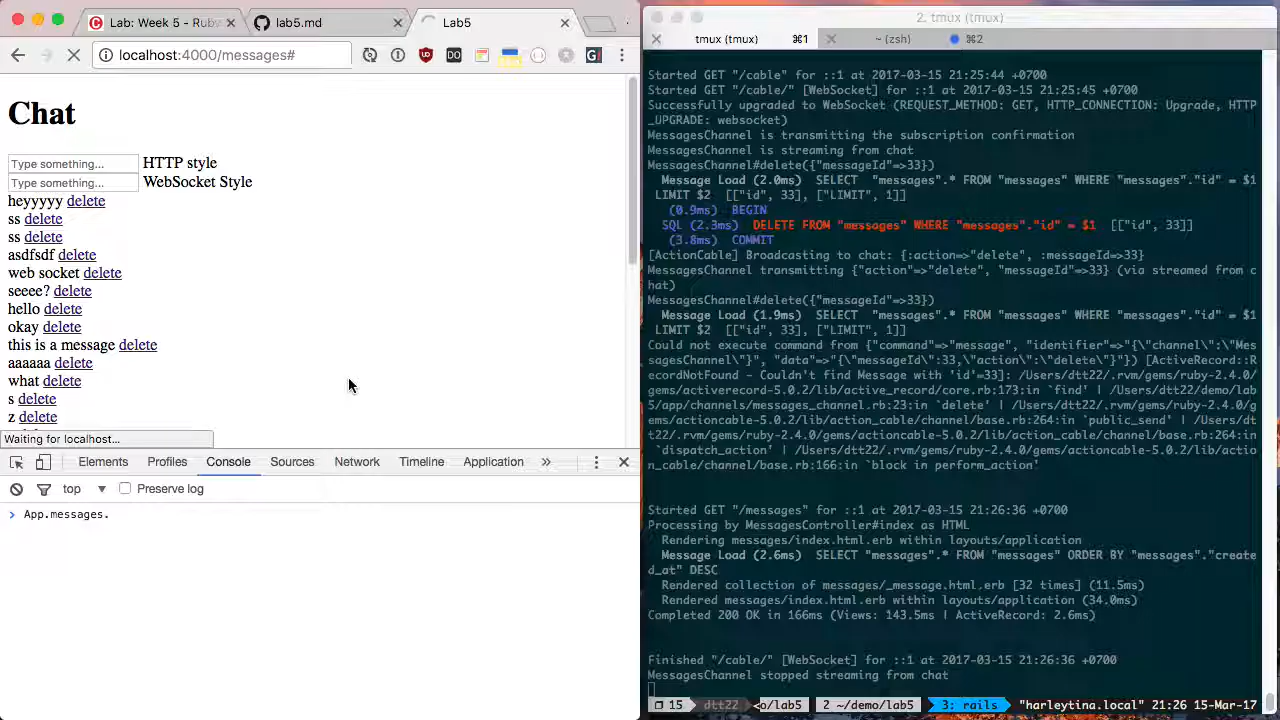 Lab: Week 5 - Ruby
lab5.md
Lab5
localhost:4000/messages#
Chat
Type something... HTTP style
Type something... WebSocket Style
heyyyyy delete
ss delete
ss delete
asdfsdf delete
web socket delete
seeee? delete
hello delete
okay delete
this is a message delete
aaaaaa delete
what delete
s delete
z delete
Waiting for localhost...
Elements Profiles Console Sources Network Timeline Application »
top Preserve log
> App.messages.
2. tmux (tmux)
tmux (tmux) ⌘1 ~ (zsh) ⌘2
Started GET "/cable" for ::1 at 2017-03-15 21:25:44 +0700
Started GET "/cable/" [WebSocket] for ::1 at 2017-03-15 21:25:45 +0700
Successfully upgraded to WebSocket (REQUEST_METHOD: GET, HTTP_CONNECTION: Upgrade, HTTP
_UPGRADE: websocket)
MessagesChannel is transmitting the subscription confirmation
MessagesChannel is streaming from chat
MessagesChannel#delete({"messageId"=>33})
Message Load (2.0ms) SELECT "messages".* FROM "messages" WHERE "messages"."id" = $1
LIMIT $2 [["id", 33], ["LIMIT", 1]]
(0.9ms) BEGIN
SQL (2.3ms) DELETE FROM "messages" WHERE "messages"."id" = $1 [["id", 33]]
(3.8ms) COMMIT
[ActionCable] Broadcasting to chat: {:action=>"delete", :messageId=>33}
MessagesChannel transmitting {"action"=>"delete", "messageId"=>33} (via streamed from c
hat)
MessagesChannel#delete({"messageId"=>33})
Message Load (1.9ms) SELECT "messages".* FROM "messages" WHERE "messages"."id" = $1
LIMIT $2 [["id", 33], ["LIMIT", 1]]
Could not execute command from {"command"=>"message", "identifier"=>"{\"channel\":\"Mes
sagesChannel\"}", "data"=>"{\"messageId\":33,\"action\":\"delete\"}"}) [ActiveRecord::R
ecordNotFound - Couldn't find Message with 'id'=33]: /Users/dtt22/.rvm/gems/ruby-2.4.0/
gems/activerecord-5.0.2/lib/active_record/core.rb:173:in `find' | /Users/dtt22/demo/lab
5/app/channels/messages_channel.rb:23:in `delete' | /Users/dtt22/.rvm/gems/ruby-2.4.0/g
ems/actioncable-5.0.2/lib/action_cable/channel/base.rb:264:in `public_send' | /Users/dt
t22/.rvm/gems/ruby-2.4.0/gems/actioncable-5.0.2/lib/action_cable/channel/base.rb:264:in
`dispatch_action' | /Users/dtt22/.rvm/gems/ruby-2.4.0/gems/actioncable-5.0.2/lib/actio
n_cable/channel/base.rb:166:in `block in perform_action'
Started GET "/messages" for ::1 at 2017-03-15 21:26:36 +0700
Processing by MessagesController#index as HTML
Rendering messages/index.html.erb within layouts/application
Message Load (2.6ms) SELECT "messages".* FROM "messages" ORDER BY "messages"."create
d_at" DESC
Rendered collection of messages/_message.html.erb [32 times] (11.5ms)
Rendered messages/index.html.erb within layouts/application (34.0ms)
Completed 200 OK in 166ms (Views: 143.5ms | ActiveRecord: 2.6ms)
Finished "/cable/" [WebSocket] for ::1 at 2017-03-15 21:26:36 +0700
MessagesChannel stopped streaming from chat
15 dtt22 <o/lab5 2 ~/demo/lab5 3: rails "harleytina.local" 21:26 15-Mar-17